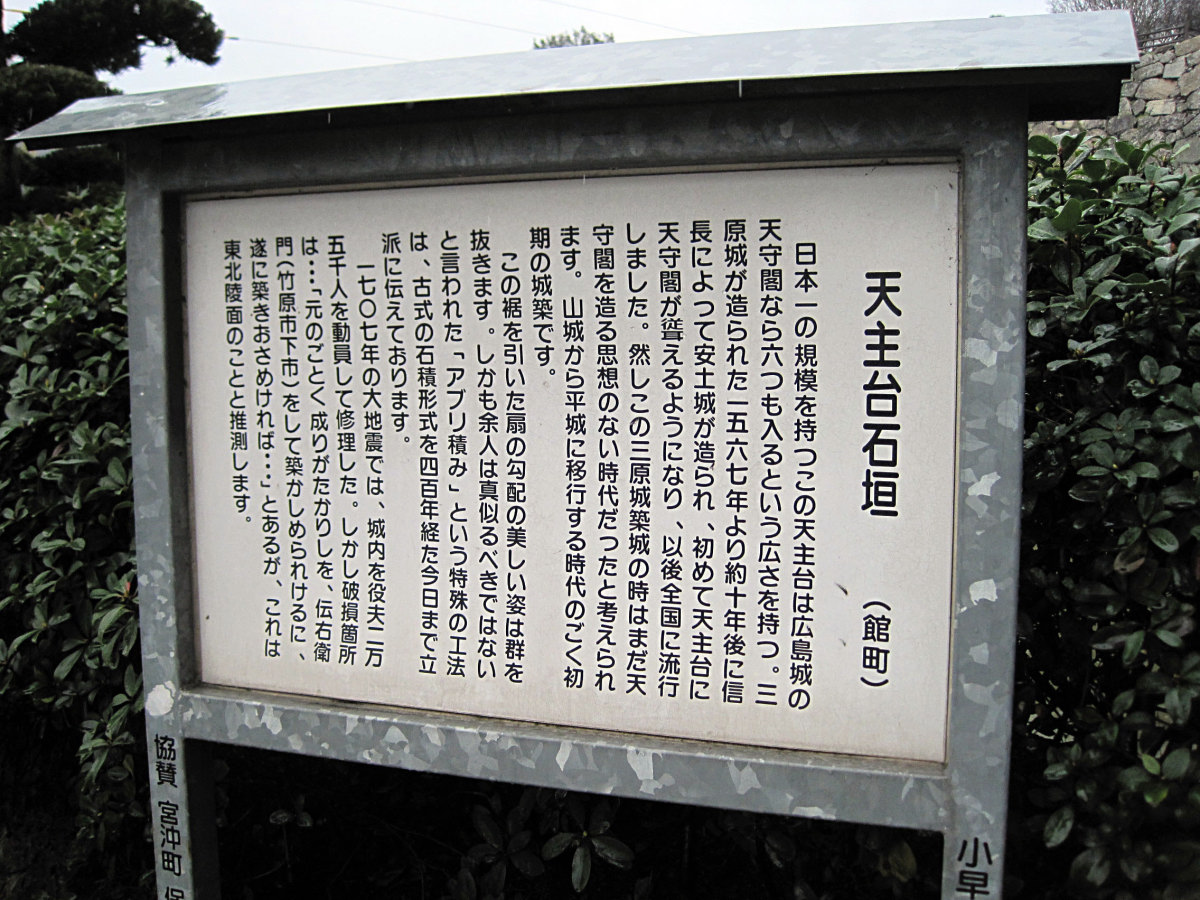 天主台石垣　(館町)
日本一の規模を持つこの天主台は広島城の
天守閣なら六つも入るという広さを持つ。三
原城が造られた一五六七年より約十年後に信
長によって安土城が造られ、初めて天主台に
天守閣が聳えるようになり、以後全国に流行
しました。然しこの三原城築城の時はまだ天
守閣を造る思想のない時代だったと考えられ
ます。山城から平城に移行する時代のごく初
期の城築です。
この裾を引いた扇の勾配の美しい姿は群を
抜きます。しかも余人は真似るべきではない
と言われた「アブリ積み」という特殊の工法
は、古式の石積形式を四百年経た今日まで立
派に伝えております。
一七〇七年の大地震では、城内を役夫二万
五千人を動員して修理した。しかし破損箇所
は・・・「元のごとく成りがたかりしを、伝右衛
門(竹原市下市)をして築かしめられけるに、
遂に築きおさめければ・・・」とあるが、これは
東北陵面のことと推測します。
小早
協賛 宮沖町